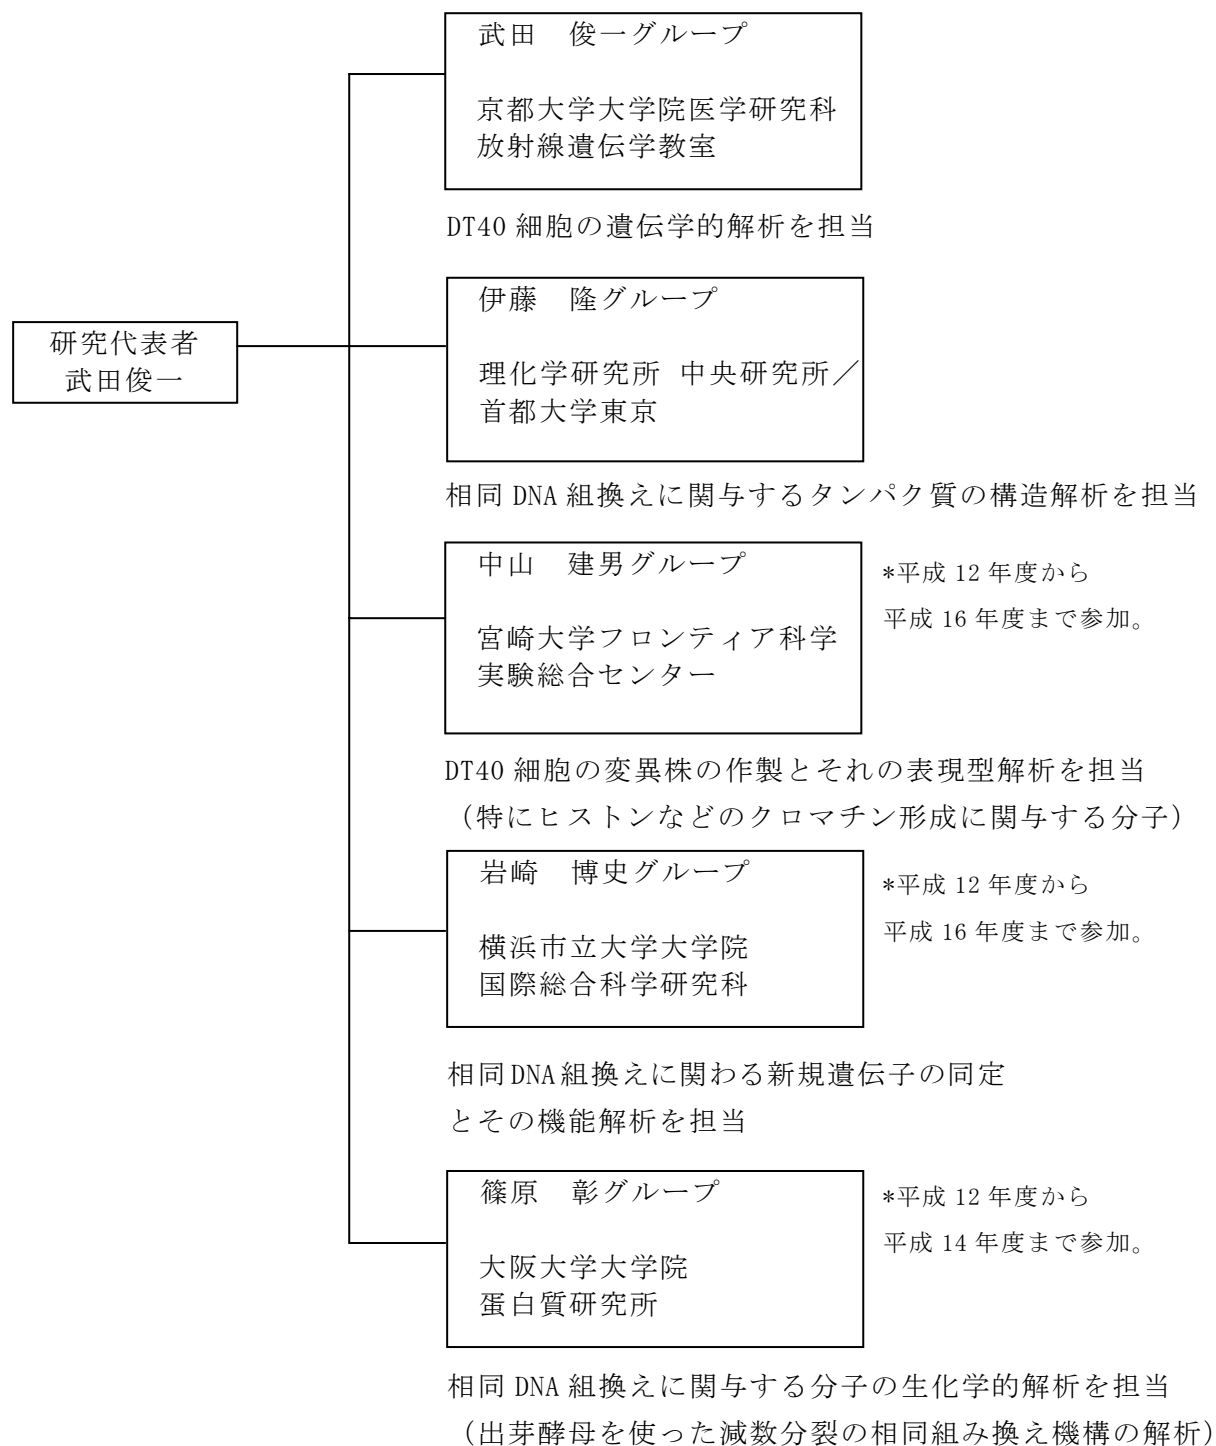 研究代表者
武田俊一
武田　俊一グループ
京都大学大学院医学研究科
放射線遺伝学教室
DT40 細胞の遺伝学的解析を担当
伊藤　隆グループ
理化学研究所 中央研究所／
首都大学東京
相同 DNA 組換えに関与するタンパク質の構造解析を担当
中山　建男グループ
宮崎大学フロンティア科学
実験総合センター
*平成 12 年度から
平成 16 年度まで参加。
DT40 細胞の変異株の作製とそれの表現型解析を担当
（特にヒストンなどのクロマチン形成に関与する分子）
岩崎　博史グループ
横浜市立大学大学院
国際総合科学研究科
*平成 12 年度から
平成 16 年度まで参加。
相同 DNA 組換えに関わる新規遺伝子の同定
とその機能解析を担当
篠原　彰グループ
大阪大学大学院
蛋白質研究所
*平成 12 年度から
平成 14 年度まで参加。
相同 DNA 組換えに関与する分子の生化学的解析を担当
（出芽酵母を使った減数分裂の相同組み換え機構の解析）